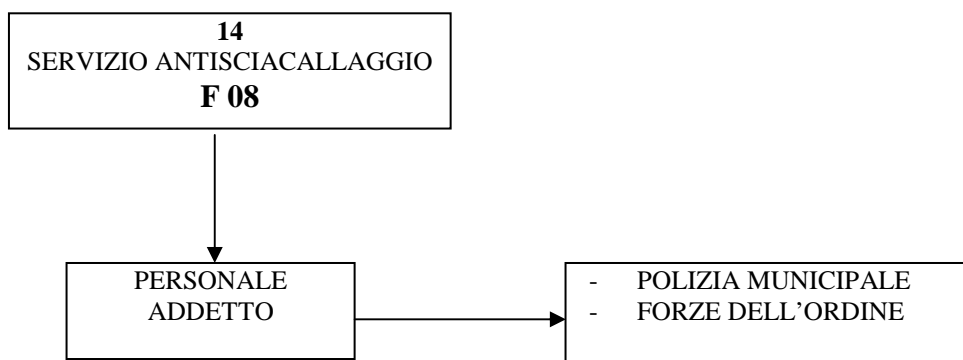 14
SERVIZIO ANTISCIACALLAGGIO
F 08
PERSONALE
ADDETTO
- POLIZIA MUNICIPALE
- FORZE DELL'ORDINE